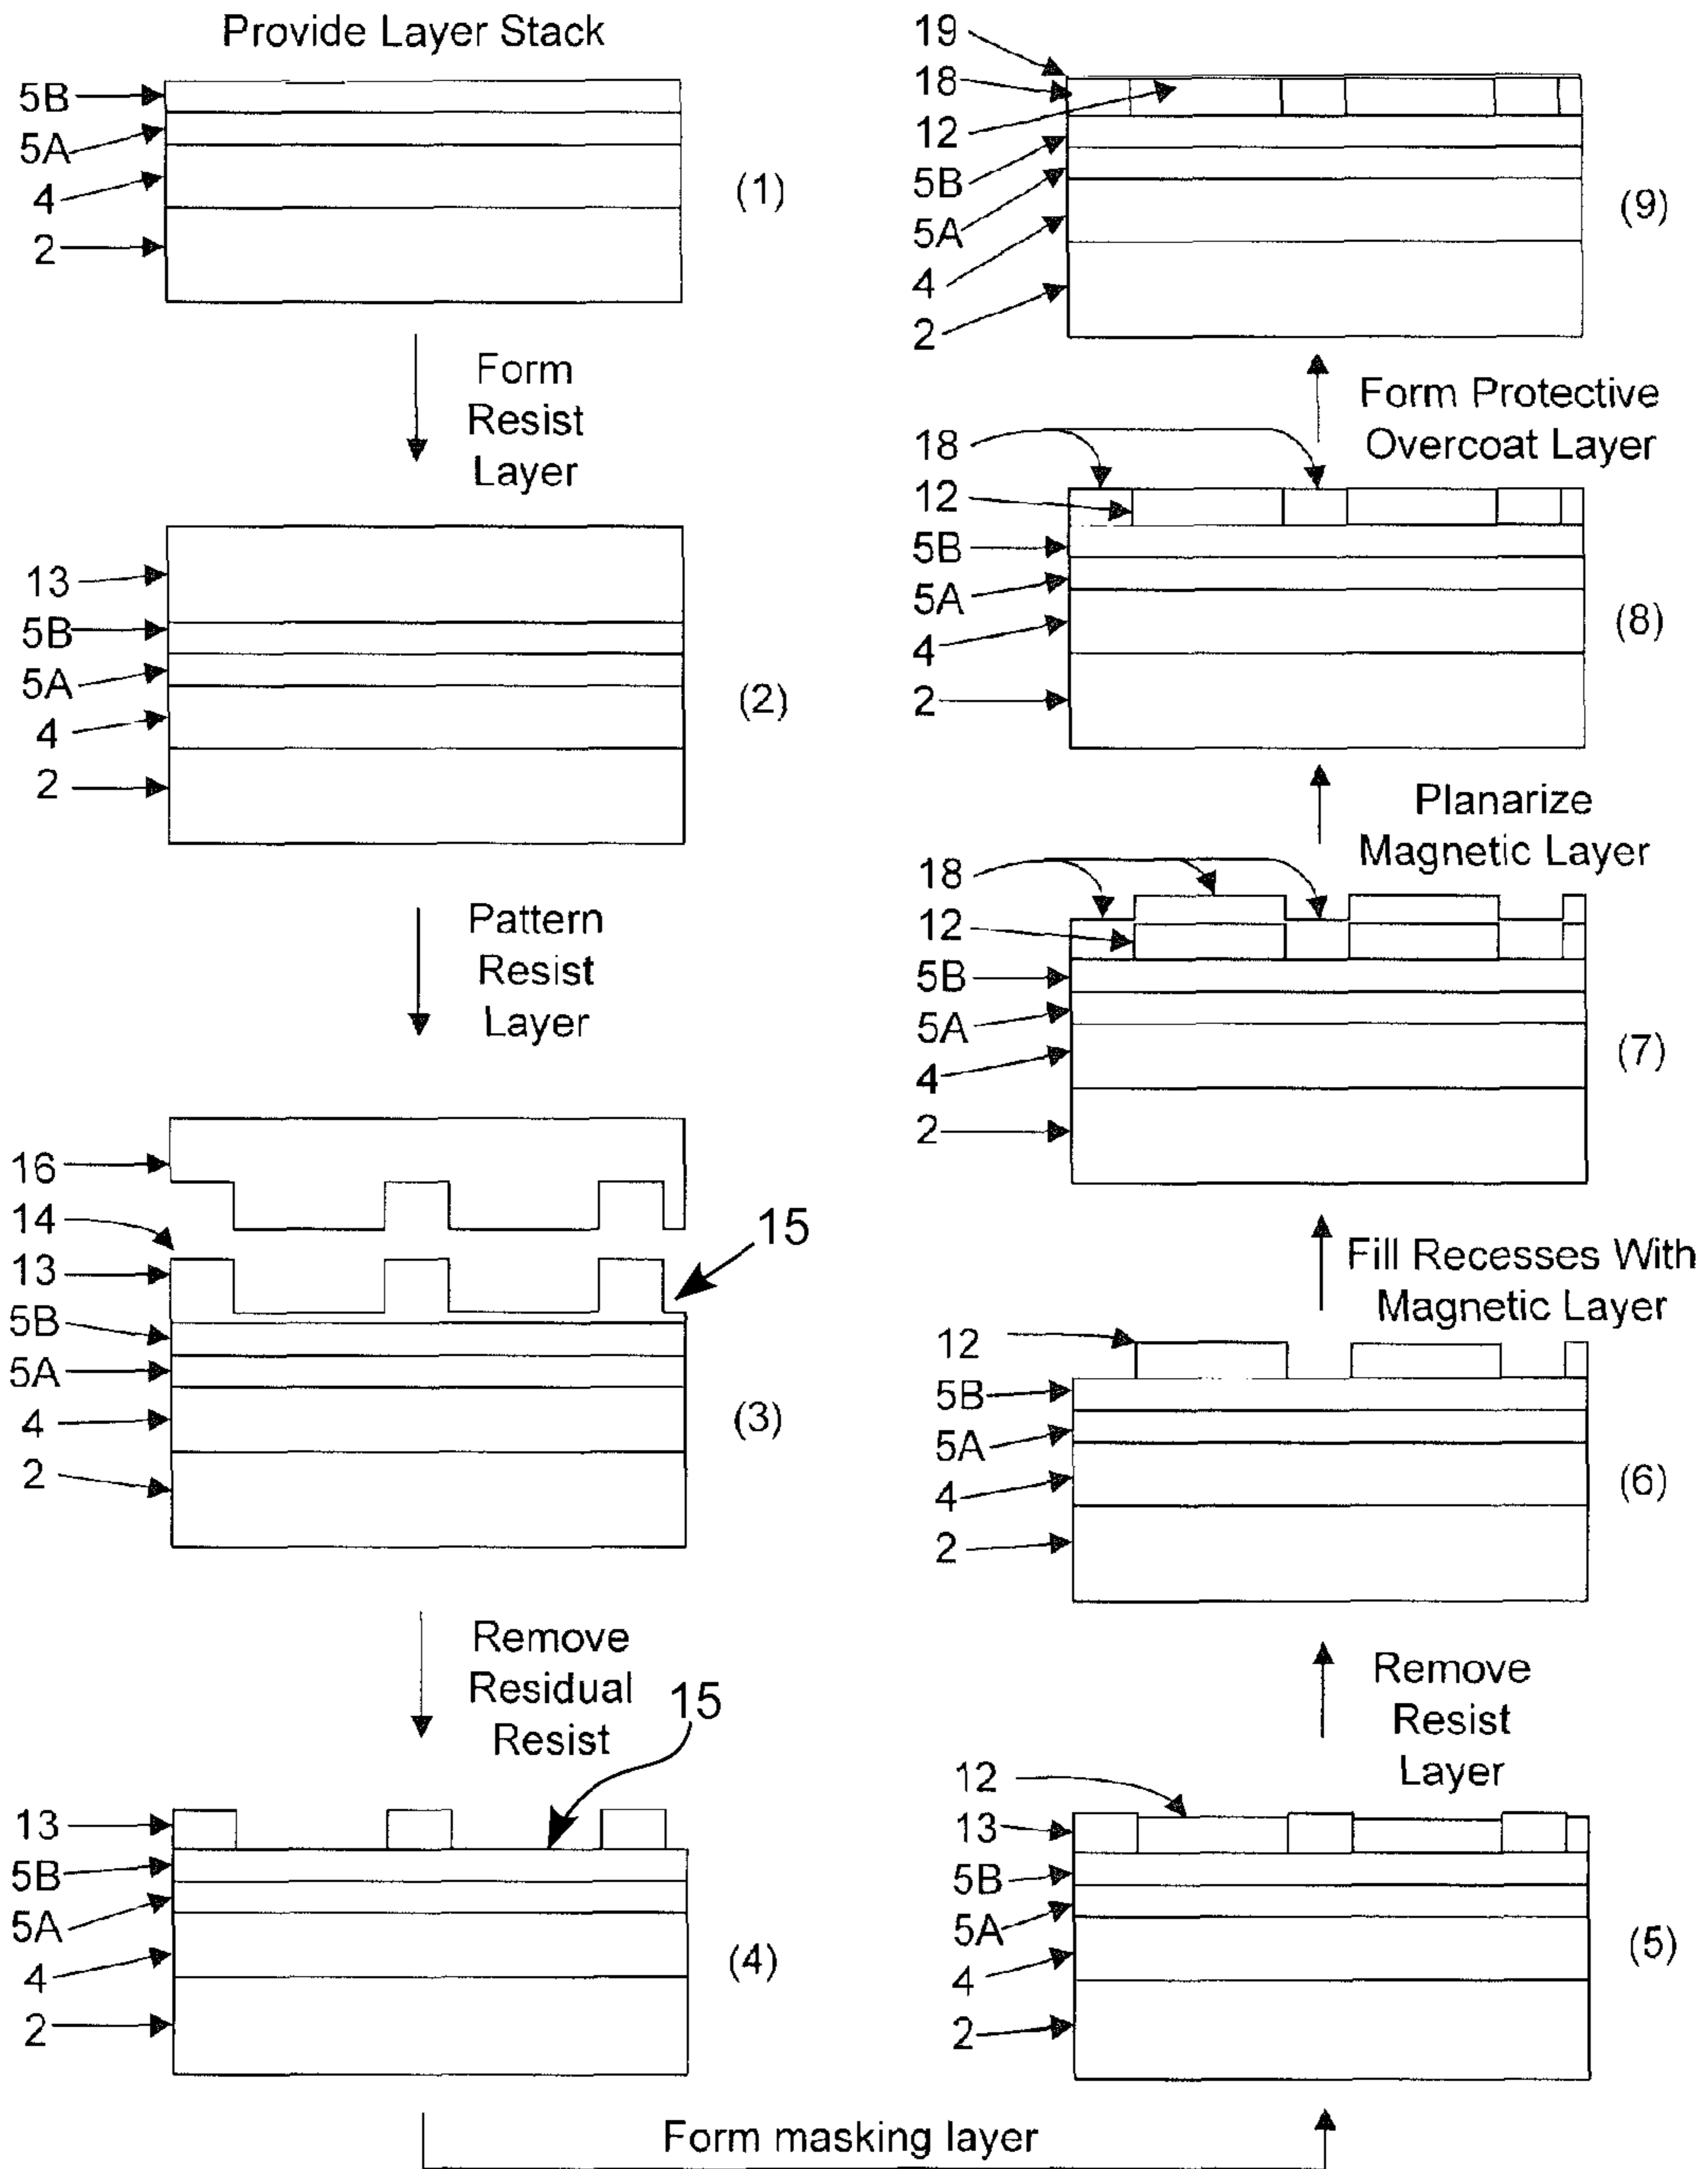 Provide Layer Stack
5B
5A
4
2
(1)
Form
Resist
Layer
13
5B
5A
4
2
(2)
Pattern
Resist
Layer
16
14
13
15
5B
5A
4
2
(3)
Remove
Residual
Resist
15
13
5B
5A
4
2
(4)
Form masking layer
12
13
5B
5A
4
2
(5)
Remove
Resist
Layer
12
5B
5A
4
2
(6)
Fill Recesses With
Magnetic Layer
18
12
5B
5A
4
2
(7)
Planarize
Magnetic Layer
18
12
5B
5A
4
2
(8)
Form Protective
Overcoat Layer
19
18
12
5B
5A
4
2
(9)